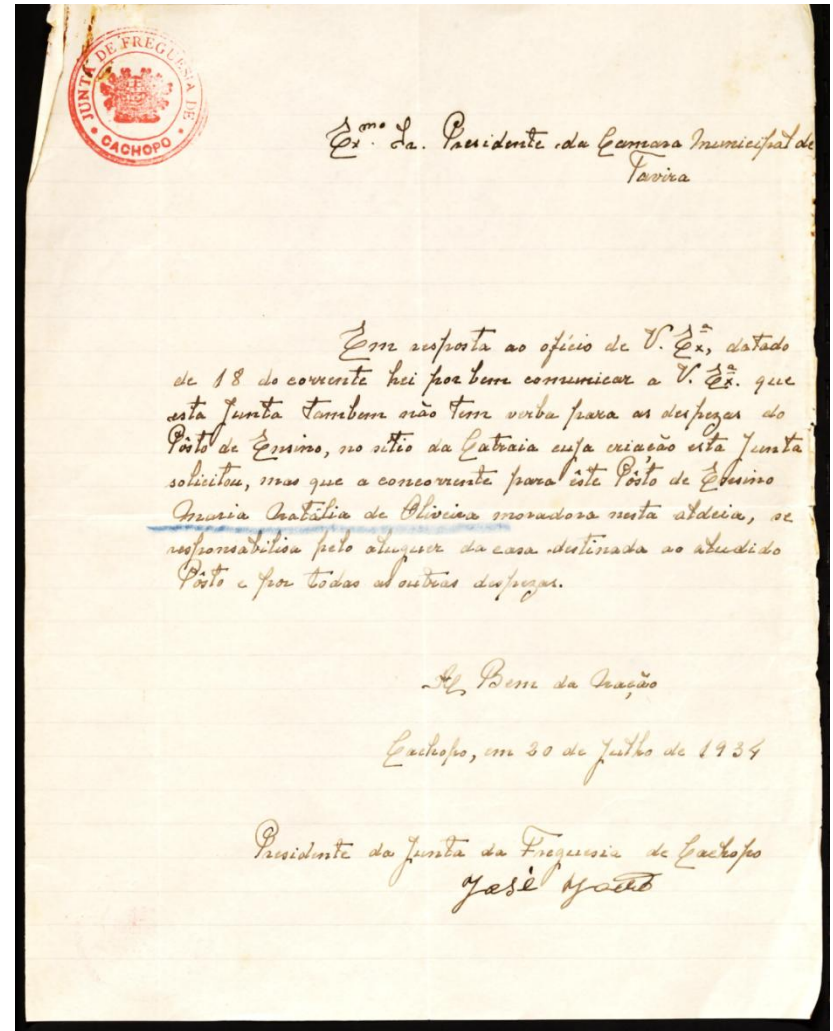 JUNTA DE FREGUESIA DE
CACHOPO
Exmo. Sr. Presidente da Camara Municipal de
Tavira
Em resposta ao oficio de V. Exª, datado
de 18 do corrente hei por bem comunicar a V. Exª. que
esta Junta tambem não tem verba para as despezas do
Pôsto de Ensino, no sitio da Catraia cuja criação esta Junta
solicitou, mas que a concorrente para êste Pôsto de Ensino
Maria Natália de Oliveira moradora nesta aldeia, se
responsabilisa pelo aluguer da casa destinada ao aludido
Pôsto e por todas as outras despezas.
A Bem da Nação
Cachopo, em 20 de Julho de 1934
Presidente da Junta da Freguesia de Cachopo
José